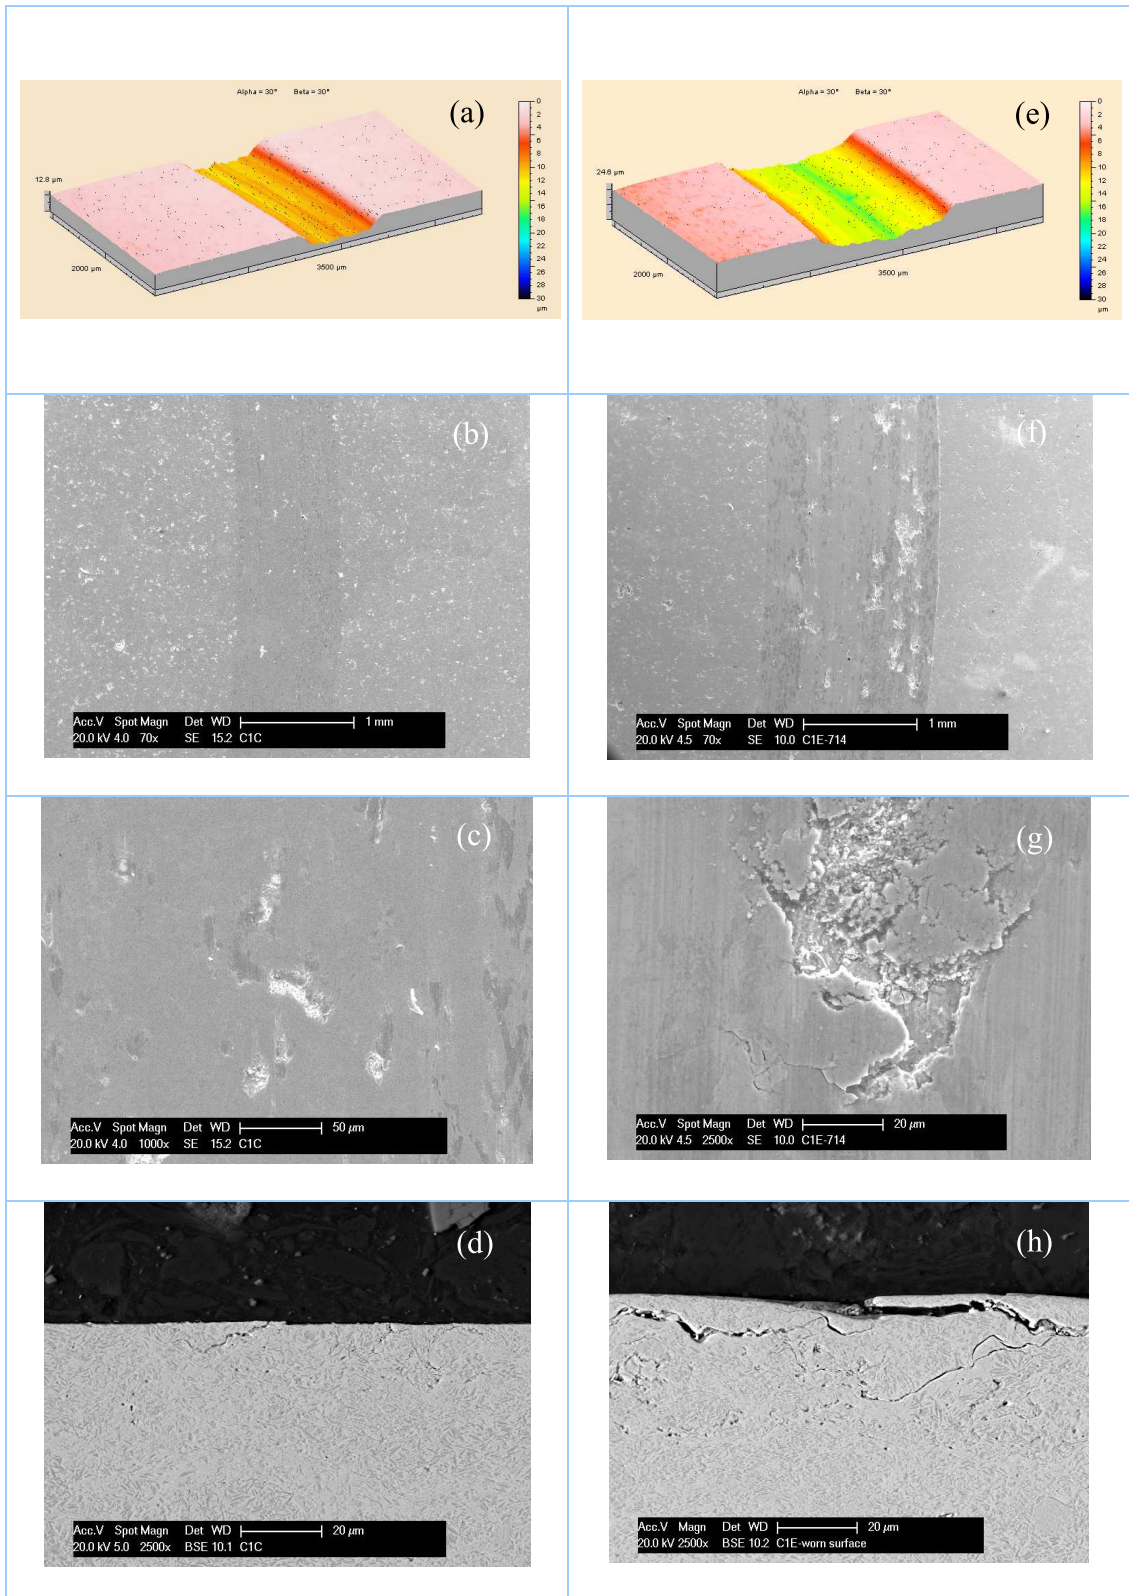 Alpha = 30° Beta = 30°
(a)
12.8 µm
2000 µm
3500 µm
0
2
4
6
8
10
12
14
16
18
20
22
24
26
28
30
µm
Alpha = 30° Beta = 30°
(e)
24.6 µm
2000 µm
3500 µm
0
2
4
6
8
10
12
14
16
18
20
22
24
26
28
30
µm
(b)
Acc.V Spot Magn Det WD 1 mm
20.0 kV 4.0 70x SE 15.2 C1C
(f)
Acc.V Spot Magn Det WD 1 mm
20.0 kV 4.5 70x SE 10.0 C1E-714
(c)
Acc.V Spot Magn Det WD 50 µm
20.0 kV 4.0 1000x SE 15.2 C1C
(g)
Acc.V Spot Magn Det WD 20 µm
20.0 kV 4.5 2500x SE 10.0 C1E-714
(d)
Acc.V Spot Magn Det WD 20 µm
20.0 kV 5.0 2500x BSE 10.1 C1C
(h)
Acc.V Magn Det WD 20 µm
20.0 kV 2500x BSE 10.2 C1E-worn surface